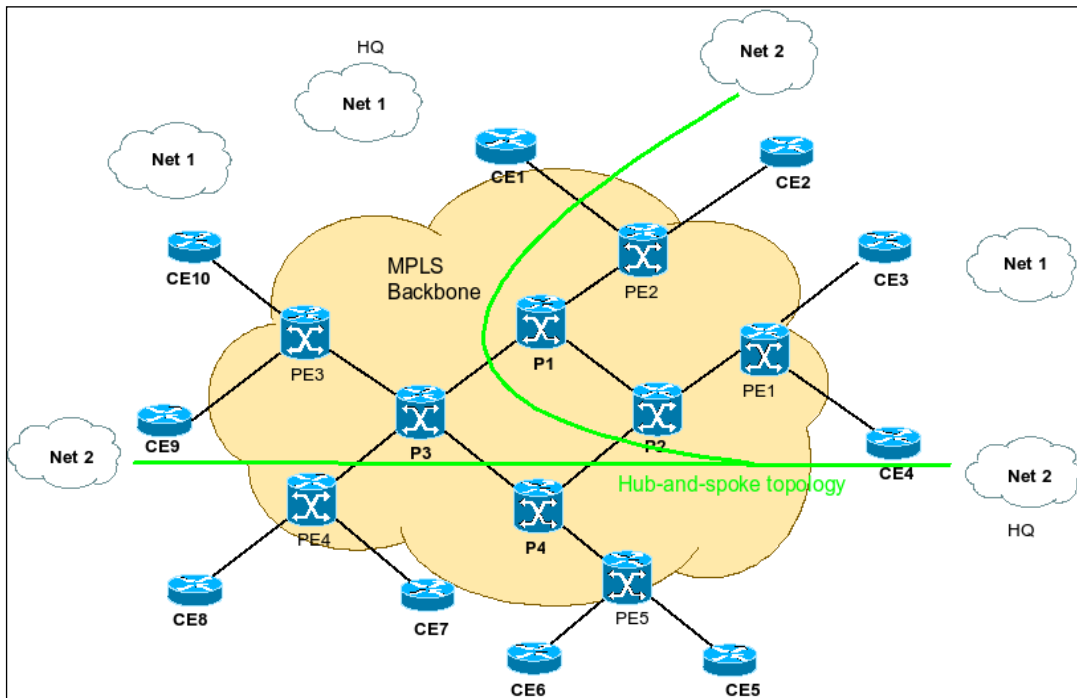 HQ
Net 2
Net 1
Net 1
CE1
CE2
CE10
MPLS
Backbone
PE2
CE3
Net 1
P1
PE3
PE1
CE9
P3
P2
CE4
Net 2
Hub-and-spoke topology
Net 2
HQ
PE4
P4
CE8
CE7
PE5
CE6
CE5